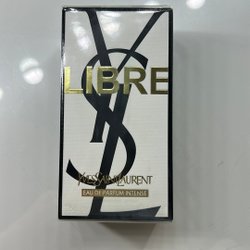 LIBRE
YSL
YVESSAINTLAURENT
EAU DE PARFUM INTENSE